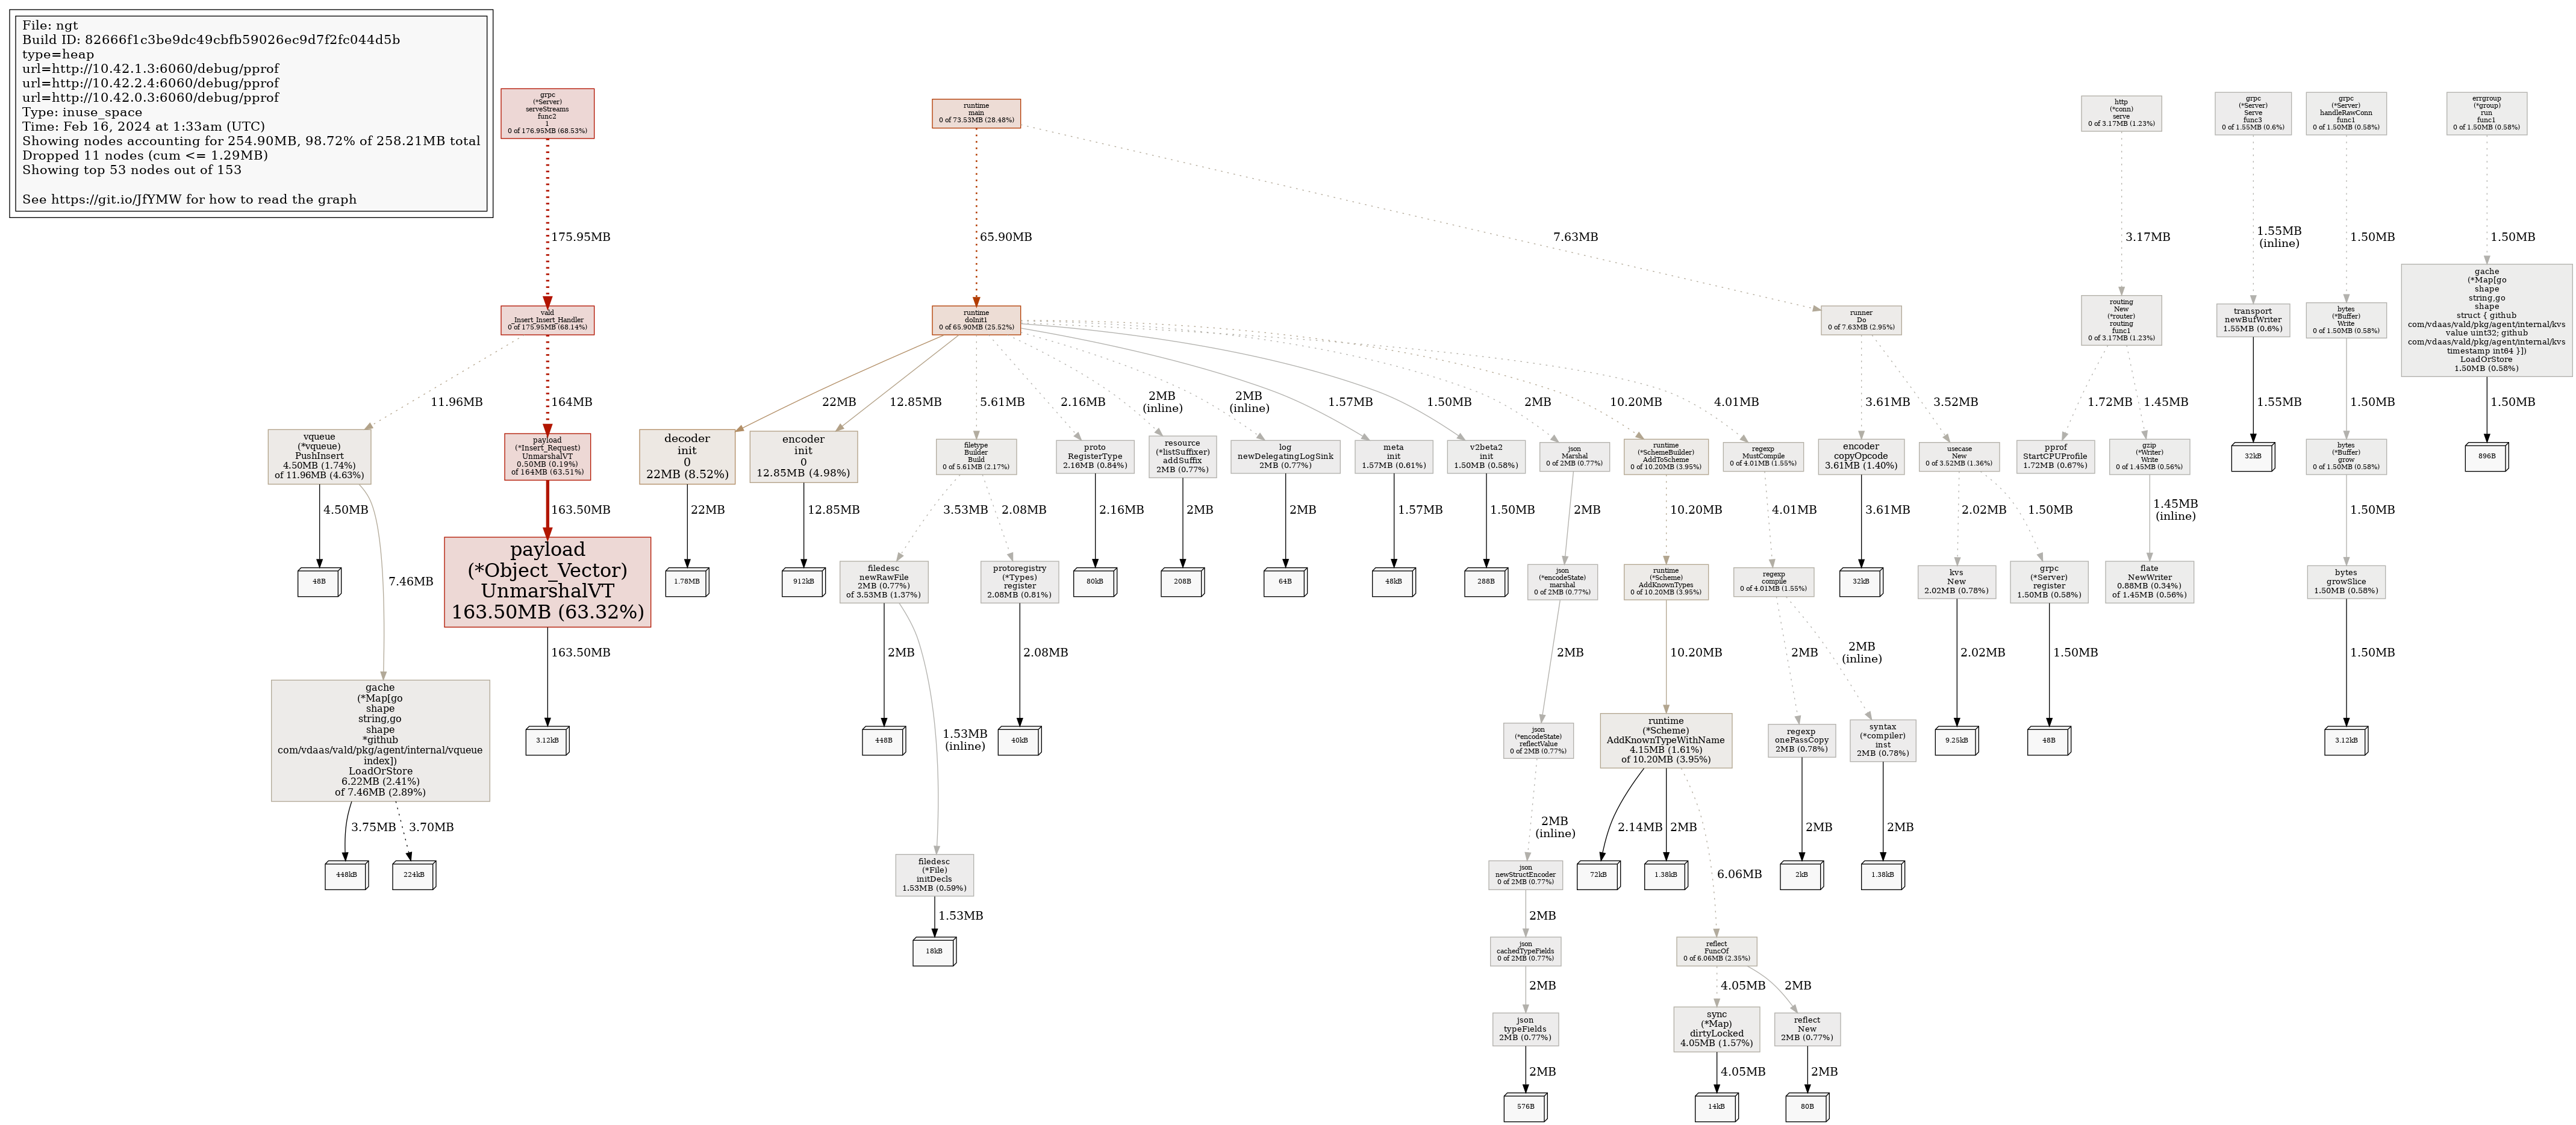 File: ngt
Build ID: 82666f1c3be9dc49cbfb59026ec9d7f2fc044d5b
type=heap
url=http://10.42.1.3:6060/debug/pprof
url=http://10.42.2.4:6060/debug/pprof
url=http://10.42.0.3:6060/debug/pprof
Type: inuse_space
Time: Feb 16, 2024 at 1:33am (UTC)
Showing nodes accounting for 254.90MB, 98.72% of 258.21MB total
Dropped 11 nodes (cum <= 1.29MB)
Showing top 53 nodes out of 153
See https://git.io/JfYMW for how to read the graph
grpc
(*Server)
serveStreams
func2
1
0 of 176.95MB (68.53%)
runtime
main
0 of 73.53MB (28.48%)
http
(*conn)
serve
0 of 3.17MB (1.23%)
grpc
(*Server)
Serve
func3
0 of 1.55MB (0.6%)
grpc
(*Server)
handleRawConn
func1
0 of 1.50MB (0.58%)
errgroup
(*group)
run
func1
0 of 1.50MB (0.58%)
175.95MB
65.90MB
7.63MB
3.17MB
1.55MB
(inline)
1.50MB
1.50MB
vald
_Insert_Insert_Handler
0 of 175.95MB (68.14%)
runtime
doInit1
0 of 65.90MB (25.52%)
runner
Do
0 of 7.63MB (2.95%)
routing
New
(*router)
routing
func1
0 of 3.17MB (1.23%)
transport
newBufWriter
1.55MB (0.6%)
bytes
(*Buffer)
Write
0 of 1.50MB (0.58%)
gache
(*Map[go
shape
string,go
shape
struct { github
com/vdaas/vald/pkg/agent/internal/kvs
value uint32; github
com/vdaas/vald/pkg/agent/internal/kvs
timestamp int64 }])
LoadOrStore
1.50MB (0.58%)
11.96MB
164MB
22MB
12.85MB
5.61MB
2.16MB
2MB
(inline)
2MB
(inline)
1.57MB
1.50MB
2MB
10.20MB
4.01MB
3.61MB
3.52MB
1.72MB
1.45MB
1.55MB
1.50MB
1.50MB
vqueue
(*vqueue)
PushInsert
4.50MB (1.74%)
of 11.96MB (4.63%)
payload
(*Insert_Request)
UnmarshalVT
0.50MB (0.19%)
of 164MB (63.51%)
decoder
init
0
22MB (8.52%)
encoder
init
0
12.85MB (4.98%)
filetype
Builder
Build
0 of 5.61MB (2.17%)
proto
RegisterType
2.16MB (0.84%)
resource
(*listSuffixer)
addSuffix
2MB (0.77%)
log
newDelegatingLogSink
2MB (0.77%)
meta
init
1.57MB (0.61%)
v2beta2
init
1.50MB (0.58%)
json
Marshal
0 of 2MB (0.77%)
runtime
(*SchemeBuilder)
AddToScheme
0 of 10.20MB (3.95%)
regexp
MustCompile
0 of 4.01MB (1.55%)
encoder
copyOpcode
3.61MB (1.40%)
usecase
New
0 of 3.52MB (1.36%)
pprof
StartCPUProfile
1.72MB (0.67%)
gzip
(*Writer)
Write
0 of 1.45MB (0.56%)
32kB
bytes
(*Buffer)
grow
0 of 1.50MB (0.58%)
896B
4.50MB
163.50MB
22MB
12.85MB
3.53MB
2.08MB
2.16MB
2MB
2MB
1.57MB
1.50MB
2MB
10.20MB
4.01MB
3.61MB
2.02MB
1.50MB
1.45MB
(inline)
1.50MB
48B
7.46MB
payload
(*Object_Vector)
UnmarshalVT
163.50MB (63.32%)
1.78MB
912kB
filedesc
newRawFile
2MB (0.77%)
of 3.53MB (1.37%)
protoregistry
(*Types)
register
2.08MB (0.81%)
80kB
208B
64B
48kB
288B
json
(*encodeState)
marshal
0 of 2MB (0.77%)
runtime
(*Scheme)
AddKnownTypes
0 of 10.20MB (3.95%)
regexp
compile
0 of 4.01MB (1.55%)
32kB
kvs
New
2.02MB (0.78%)
grpc
(*Server)
register
1.50MB (0.58%)
flate
NewWriter
0.88MB (0.34%)
of 1.45MB (0.56%)
bytes
growSlice
1.50MB (0.58%)
163.50MB
2MB
2.08MB
2MB
10.20MB
2MB
2MB
(inline)
2.02MB
1.50MB
1.50MB
gache
(*Map[go
shape
string,go
shape
*github
com/vdaas/vald/pkg/agent/internal/vqueue
index])
LoadOrStore
6.22MB (2.41%)
of 7.46MB (2.89%)
3.12kB
448B
1.53MB
(inline)
40kB
json
(*encodeState)
reflectValue
0 of 2MB (0.77%)
runtime
(*Scheme)
AddKnownTypeWithName
4.15MB (1.61%)
of 10.20MB (3.95%)
regexp
onePassCopy
2MB (0.78%)
syntax
(*compiler)
inst
2MB (0.78%)
9.25kB
48B
3.12kB
3.75MB
3.70MB
2MB
(inline)
2.14MB
2MB
2MB
2MB
448kB
224kB
filedesc
(*File)
initDecls
1.53MB (0.59%)
json
newStructEncoder
0 of 2MB (0.77%)
72kB
1.38kB
6.06MB
2kB
1.38kB
1.53MB
2MB
18kB
json
cachedTypeFields
0 of 2MB (0.77%)
reflect
FuncOf
0 of 6.06MB (2.35%)
2MB
4.05MB
2MB
json
typeFields
2MB (0.77%)
sync
(*Map)
dirtyLocked
4.05MB (1.57%)
reflect
New
2MB (0.77%)
2MB
4.05MB
2MB
576B
14kB
80B